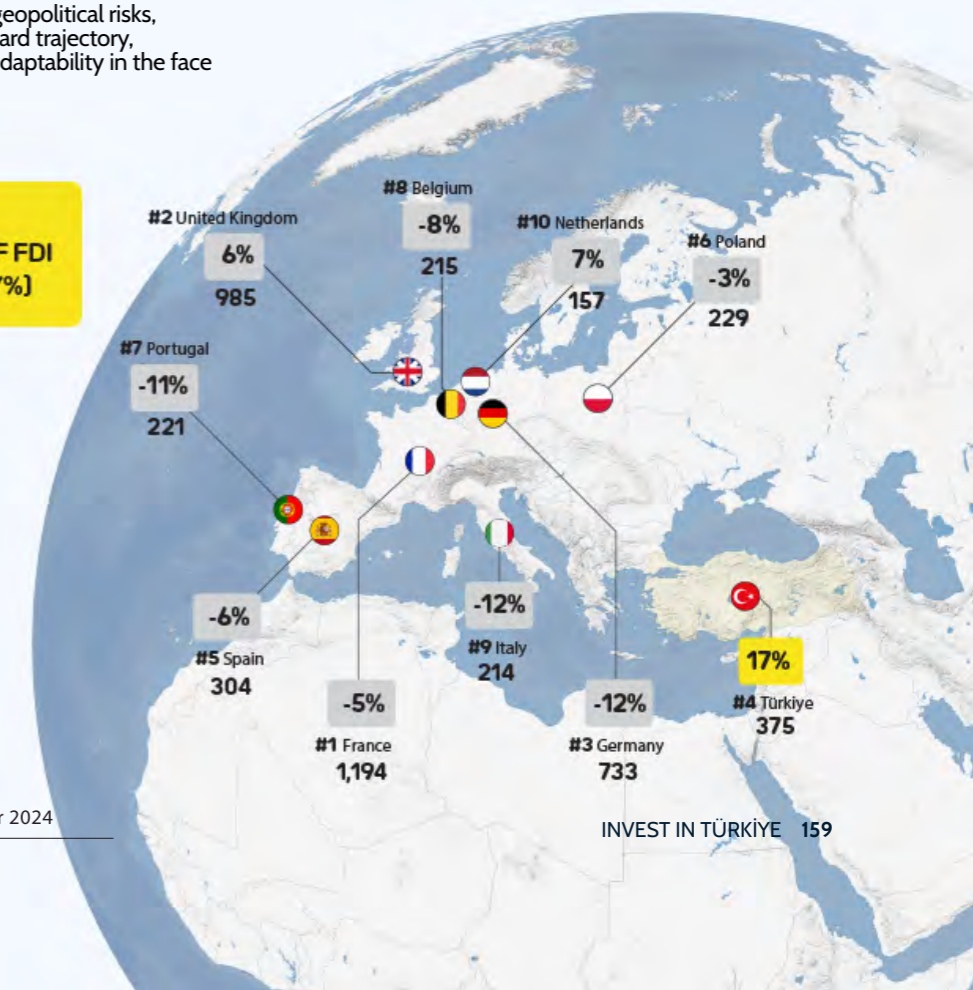 geopolitical risks,
ard trajectory,
daptability in the face
F FDI
%)
#8 Belgium
-8%
215
#2 United Kingdom
6%
985
#10 Netherlands
7%
157
#6 Poland
-3%
229
#7 Portugal
-11%
221
-6%
#5 Spain
304
-12%
#9 Italy
214
17%
#4 Türkiye
375
-5%
#1 France
1,194
-12%
#3 Germany
733
r 2024
INVEST IN TÜRKİYE 159